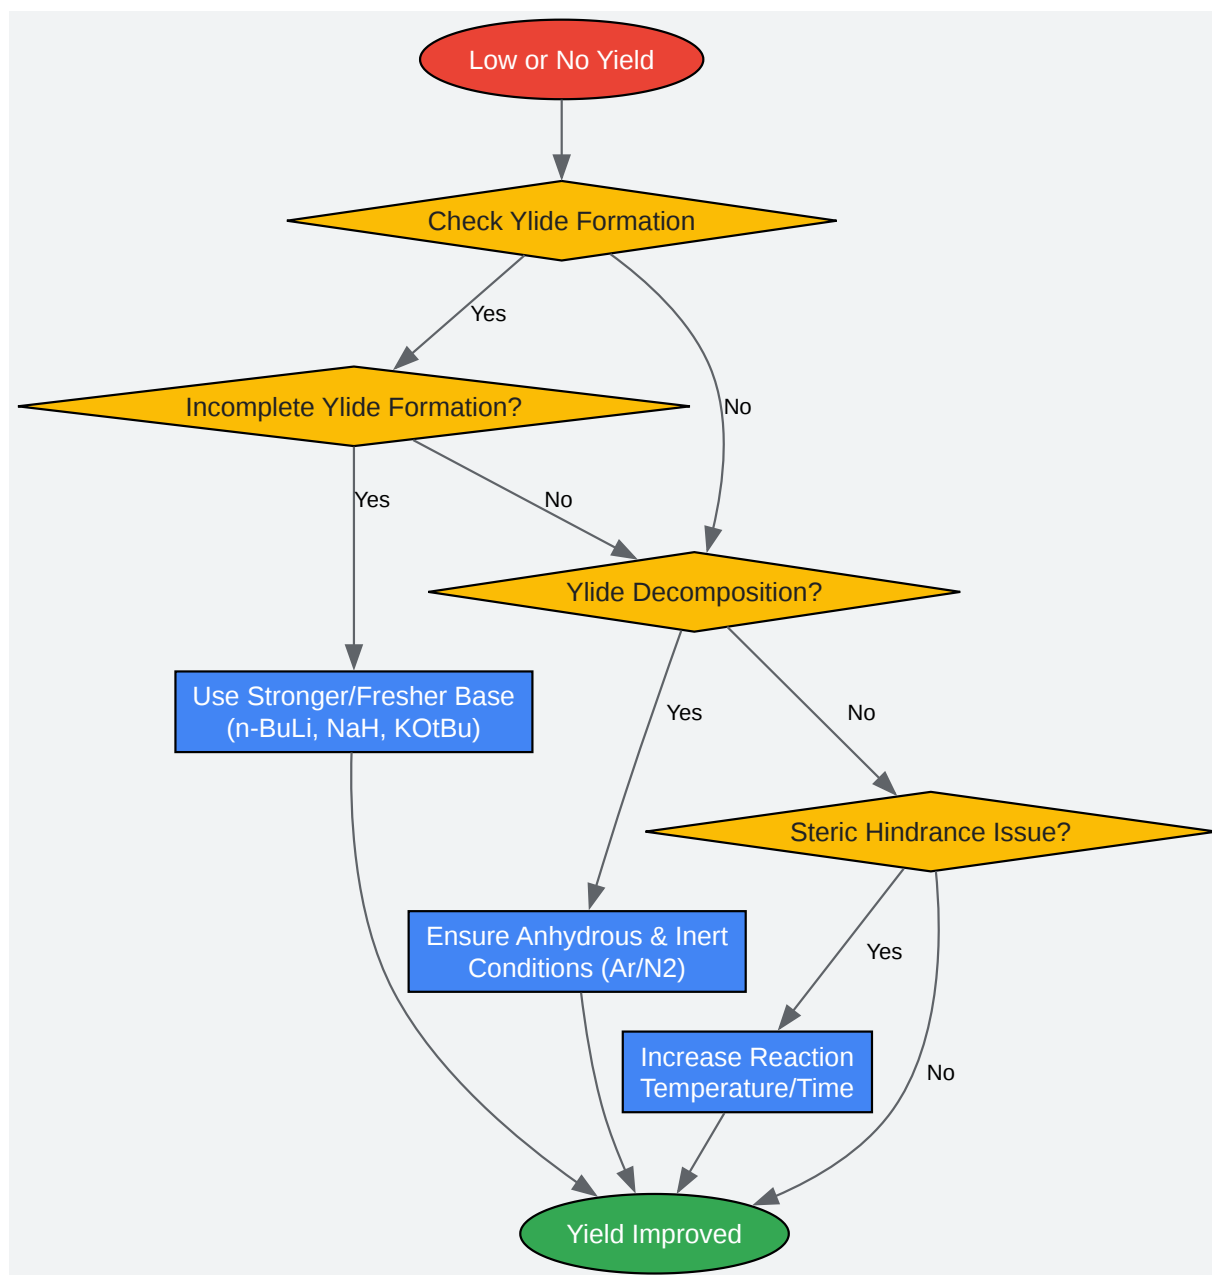 Low or No Yield
Check Ylide Formation
Yes
No
Incomplete Ylide Formation?
Yes
No
Ylide Decomposition?
Use Stronger/Fresher Base
(n-BuLi, NaH, KOtBu)
Yes
No
Steric Hindrance Issue?
Ensure Anhydrous & Inert
Conditions (Ar/N2)
Yes
Increase Reaction
Temperature/Time
No
Yield Improved